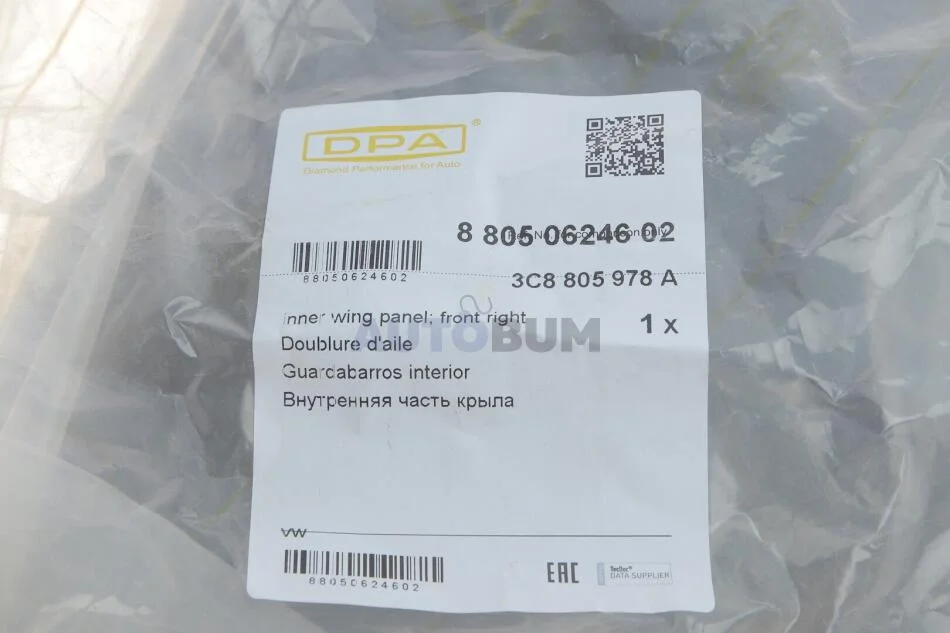 DPA®
Diamond Performance for Auto
8 805 06246 02
88050624602
3C8 805 978 A
inner wing panel; front right
1 x
AUTOBUM
Doublure d'aile
Guardabarros interior
Внутренняя часть крыла
VW
88050624602
EAC
TecDoc®
DATA SUPPLIER